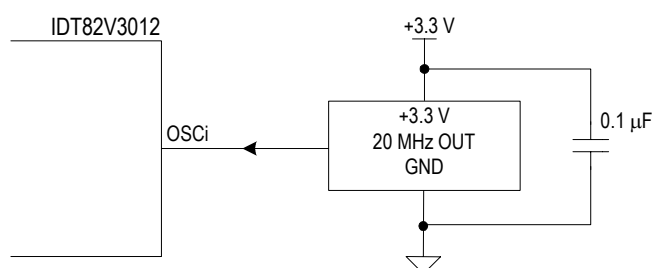 IDT82V3012
+3.3 V
OSCi
+3.3 V
20 MHz OUT
GND
0.1 μF